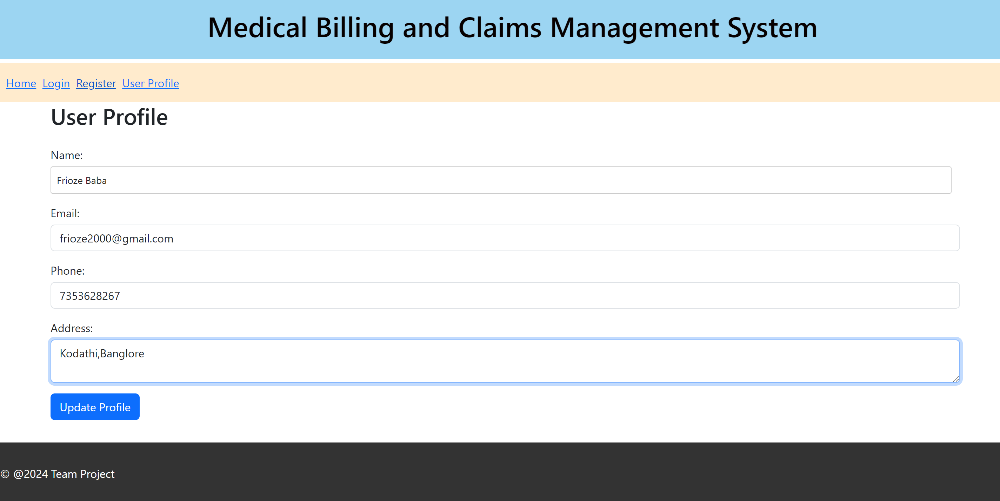 Medical Billing and Claims Management System
Home Login Register User Profile
User Profile
Name:
Frioze Baba
Email:
frioze2000@gmail.com
Phone:
7353628267
Address:
Kodathi,Banglore
Update Profile
© @2024 Team Project